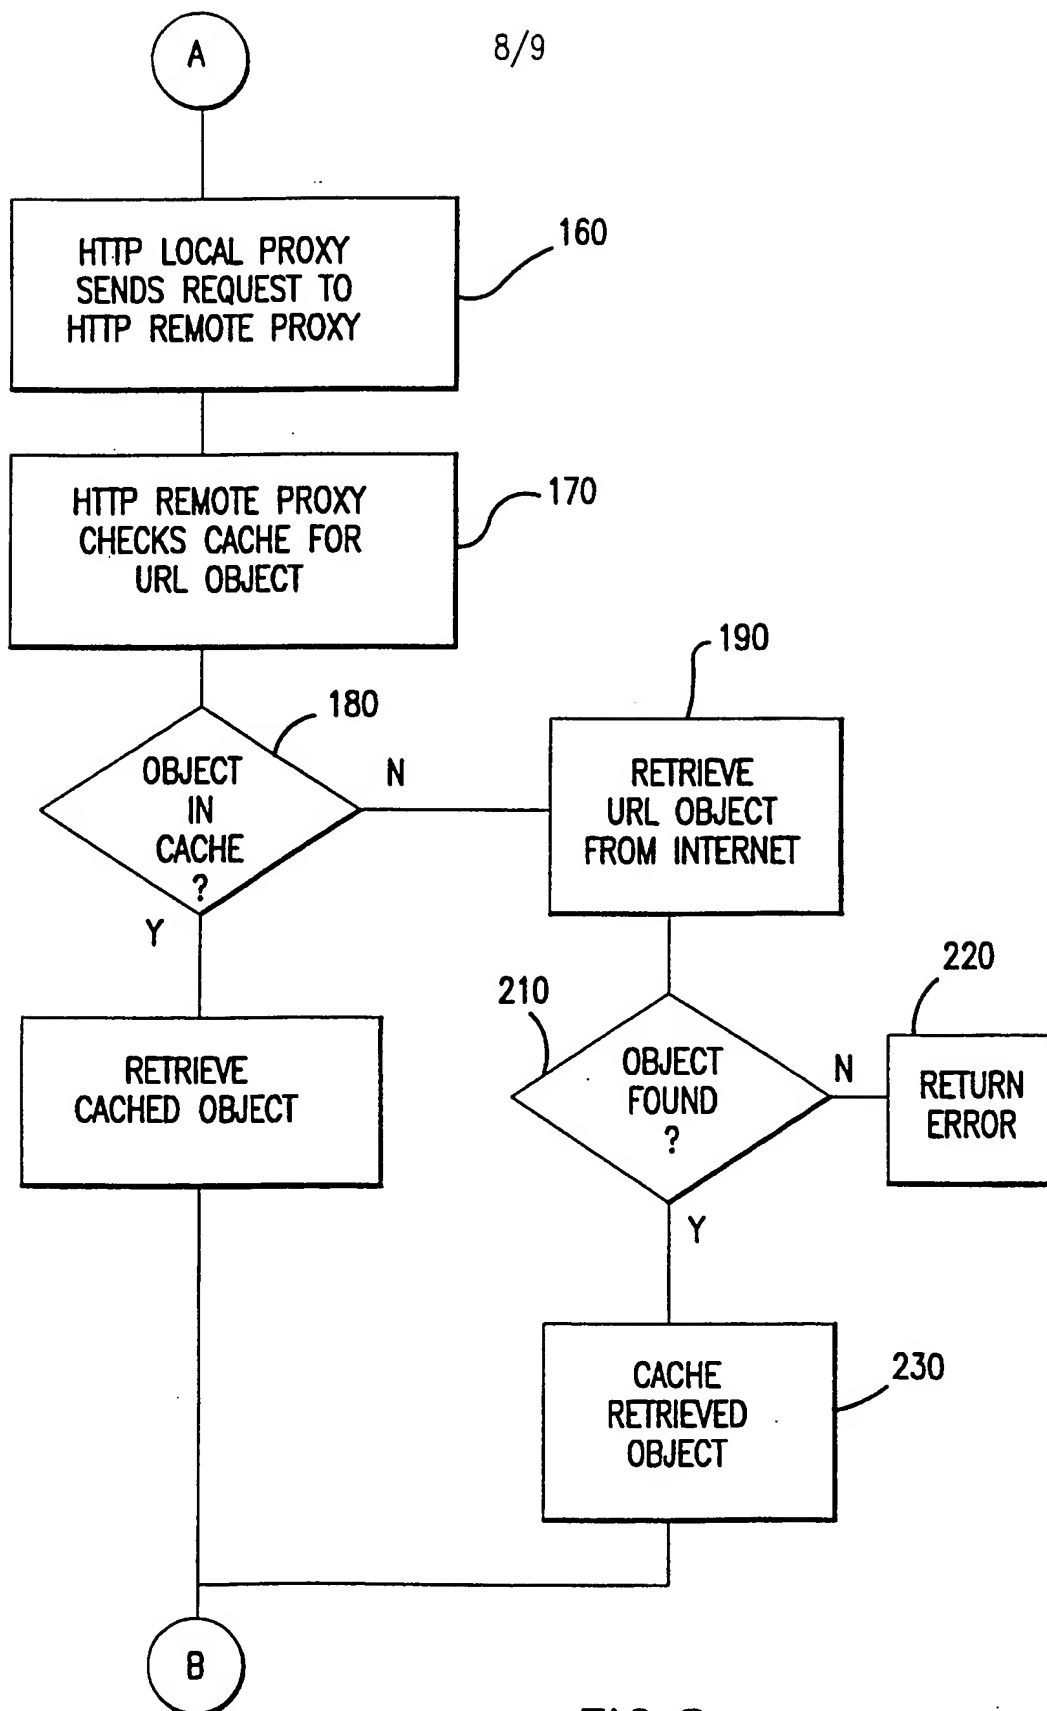 A
8/9
HTTP LOCAL PROXY
SENDS REQUEST TO
HTTP REMOTE PROXY
160
HTTP REMOTE PROXY
CHECKS CACHE FOR
URL OBJECT
170
180
OBJECT
IN
CACHE
?
N
Y
190
RETRIEVE
URL OBJECT
FROM INTERNET
RETRIEVE
CACHED OBJECT
210
OBJECT
FOUND
?
N
Y
220
RETURN
ERROR
CACHE
RETRIEVED
OBJECT
230
B